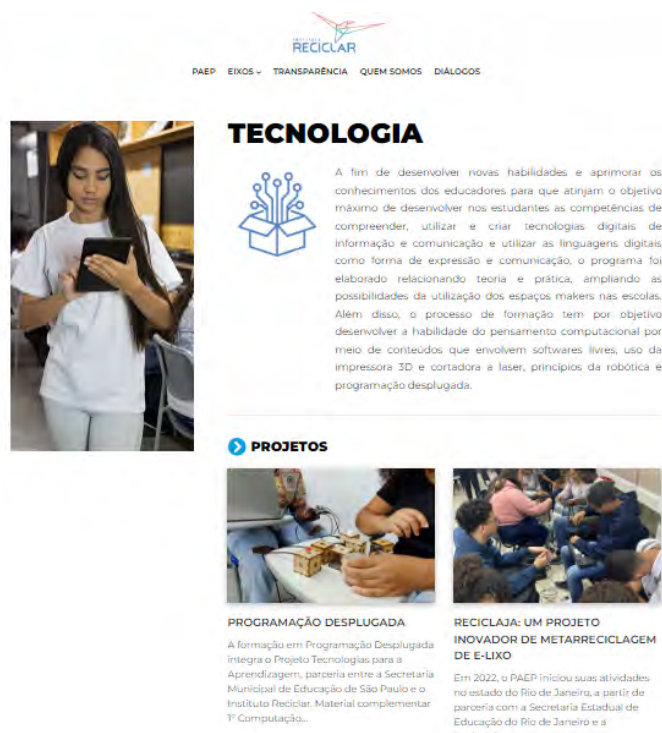 RECICLAR
PAEP EIXOS TRANSPARÊNCIA QUEM SOMOS DIÁLOGOS
TECNOLOGIA
A fim de desenvolver novas habilidades e aprimorar os
conhecimentos dos educadores para que atinjam o objetivo
máximo de desenvolver nos estudantes as competências de
compreender, utilizar e criar tecnologias digitais de
informação e comunicação e utilizar as linguagens digitais
como forma de expressão e comunicação, o programa foi
elaborado relacionando teoria e prática, ampliando as
possibilidades da utilização dos espaços makers nas escolas.
Além disso, o processo de formação tem por objetivo
desenvolver a habilidade do pensamento computacional por
meio de conteúdos que envolvem softwares livres, uso da
impressora 3D e cortadora a laser, princípios da robótica e
programação desplugada.
PROJETOS
PROGRAMAÇÃO DESPLUGADA
A formação em Programação Desplugada
integra o Projeto Tecnologias para a
Aprendizagem, parceria entre a Secretaria
Municipal de Educação de São Paulo e o
Instituto Reciclar. Material complementar
1º Computação...
RECICLAJA: UM PROJETO
INOVADOR DE METARRECICLAGEM
DE E-LIXO
Em 2022, o PAEP iniciou suas atividades
no estado do Rio de Janeiro, a partir de
parceria com a Secretaria Estadual de
Educação do Rio de Janeiro e a